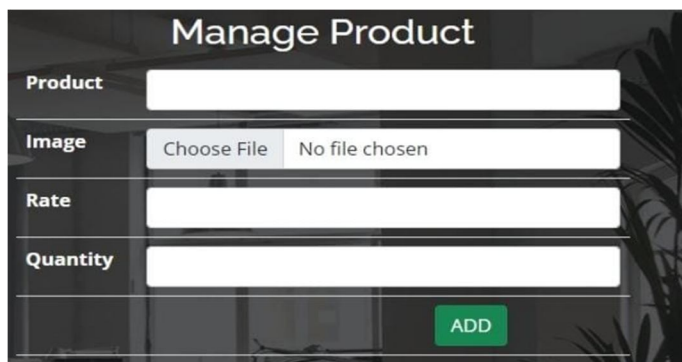 Manage Product
Product
Image Choose File No file chosen
Rate
Quantity
ADD